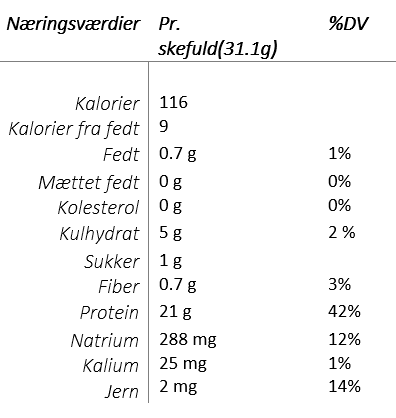 Næringsværdier Pr. %DV
skefuld(31.1g)
Kalorier 116
Kalorier fra fedt 9
Fedt 0.7 g 1%
Mættet fedt 0 g 0%
Kolesterol 0 g 0%
Kulhydrat 5 g 2 %
Sukker 1 g
Fiber 0.7 g 3%
Protein 21 g 42%
Natrium 288 mg 12%
Kalium 25 mg 1%
Jern 2 mg 14%